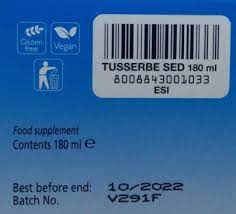 Gluten free
Vegan
TUSSERBE SED 180 ml
8008843001033
ESI
Food supplement
Contents 180 ml e
Best before end: 10/2022
Batch No. V291F